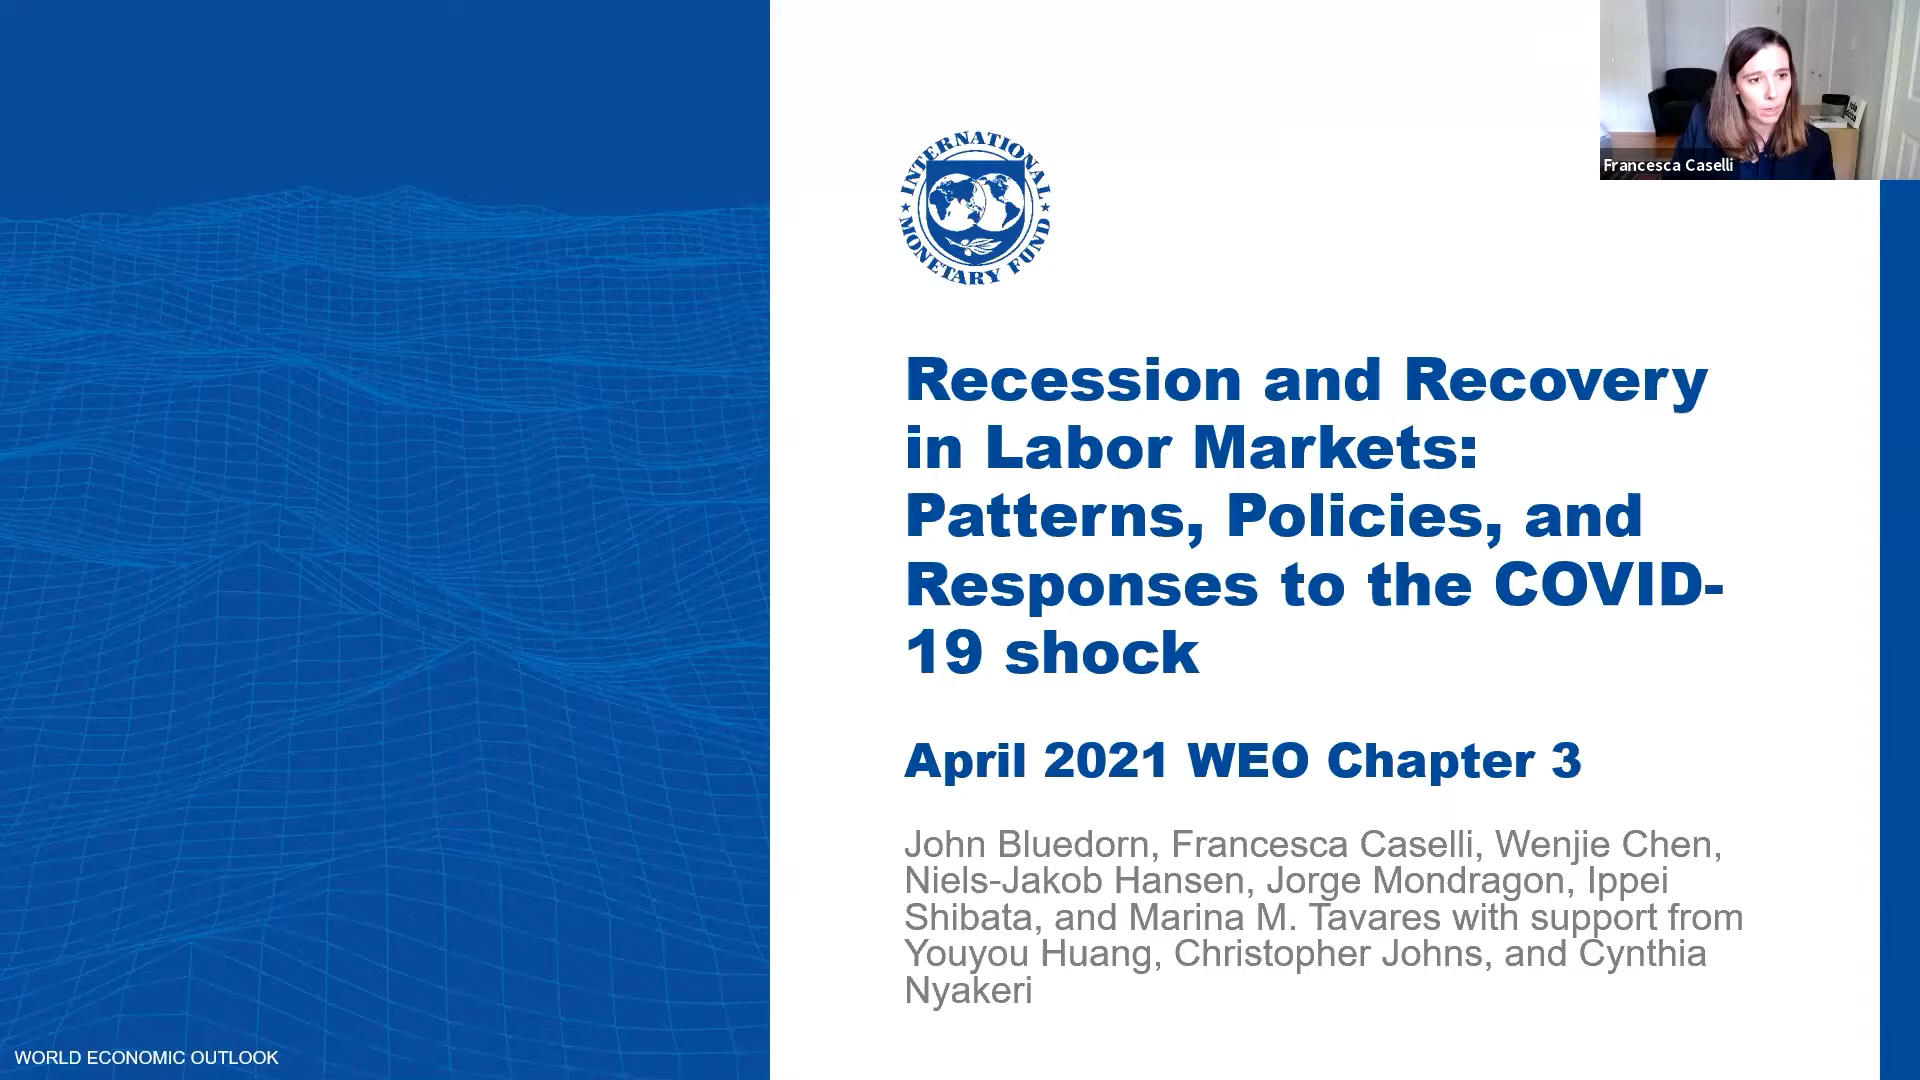 Francesca Caselli
INTERNATIONAL MONETARY FUND
Recession and Recovery
in Labor Markets:
Patterns, Policies, and
Responses to the COVID-
19 shock
April 2021 WEO Chapter 3
John Bluedorn, Francesca Caselli, Wenjie Chen,
Niels-Jakob Hansen, Jorge Mondragon, Ippei
Shibata, and Marina M. Tavares with support from
Youyou Huang, Christopher Johns, and Cynthia
Nyakeri
WORLD ECONOMIC OUTLOOK